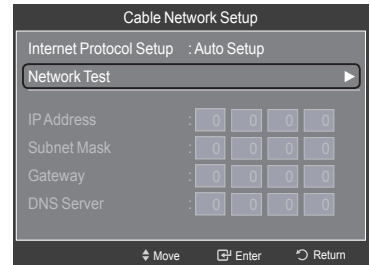 Cable Network Setup
Internet Protocol Setup : Auto Setup
Network Test ▶
IP Address : 0 0 0 0
Subnet Mask : 0 0 0 0
Gateway : 0 0 0 0
DNS Server : 0 0 0 0
Move Enter Return